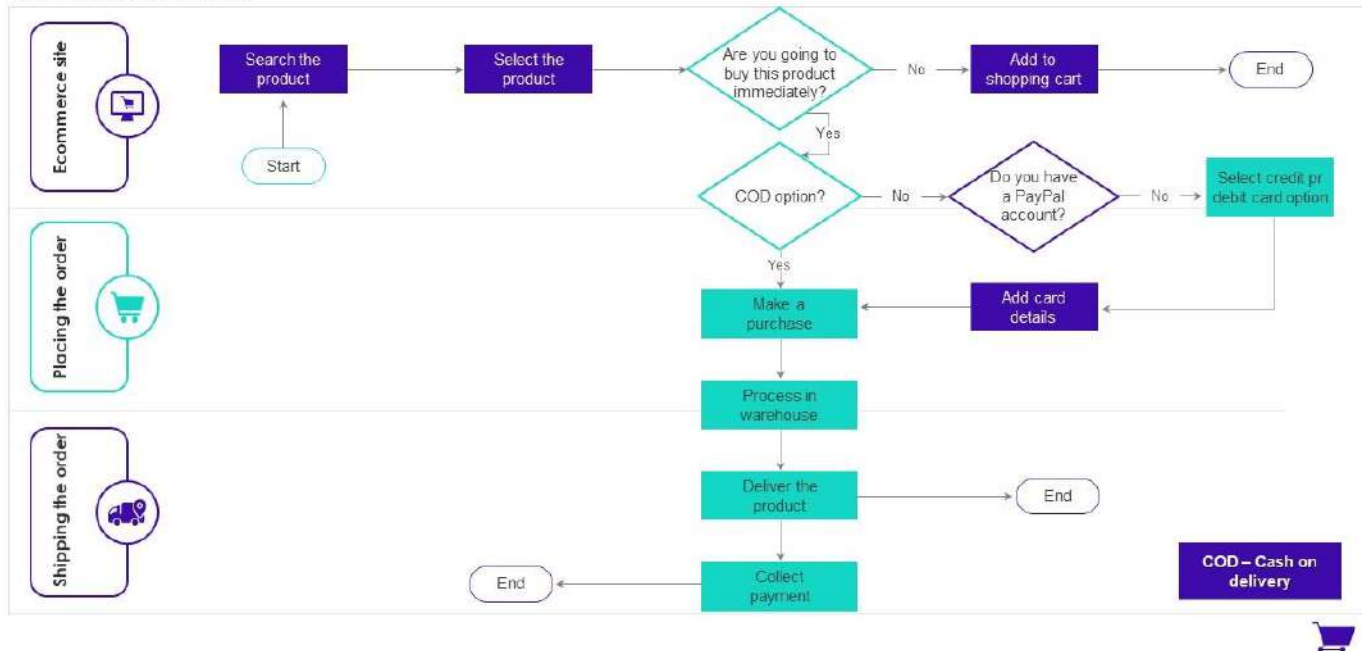 Ecommerce site
Search the
product
Select the
product
Are you going to
buy this product
immediately?
No
Add to
shopping cart
End
Yes
Start
COD option?
No
Do you have
a PayPal
account?
No
Select credit pr
debit card option
Placing the order
Yes
Make a
purchase
Add card
details
Process in
warehouse
Shipping the order
Deliver the
product
End
Collect
payment
End
COD – Cash on
delivery